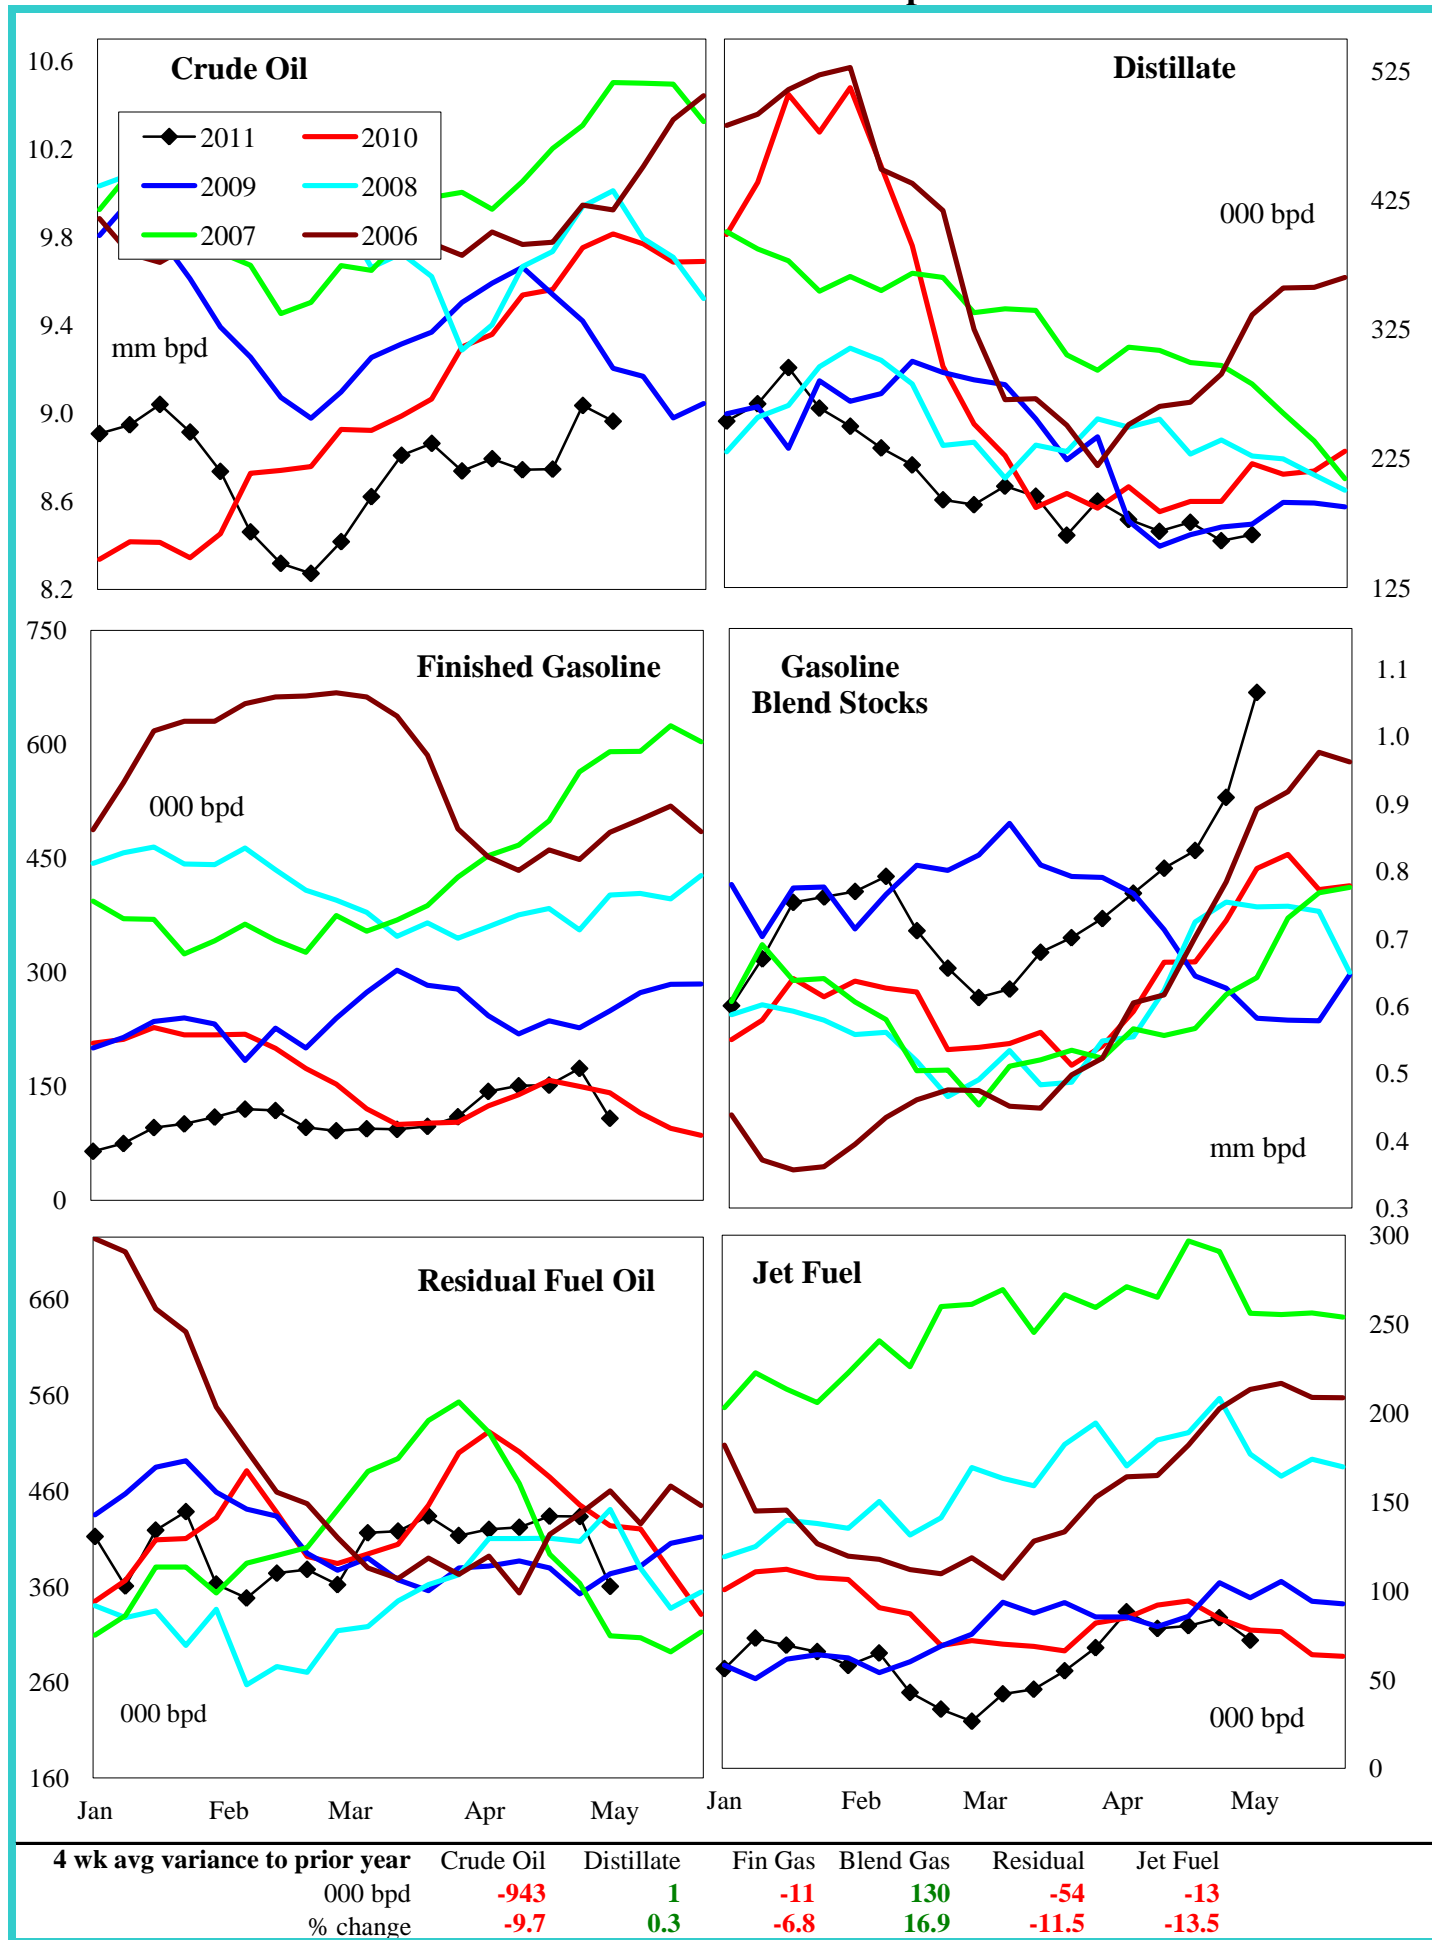 Crude Oil
10.6
10.2
9.8
9.4
9.0
8.6
8.2
2011 2010
2009 2008
2007 2006
mm bpd
Distillate
000 bpd
525
425
325
225
125
Finished Gasoline
750
600
450
300
150
0
000 bpd
Gasoline
Blend Stocks
1.1
1.0
0.9
0.8
0.7
0.6
0.5
0.4
0.3
mm bpd
Residual Fuel Oil
660
560
460
360
260
160
000 bpd
Jan Feb Mar Apr May
Jet Fuel
300
250
200
150
100
50
0
000 bpd
Jan Feb Mar Apr May
4 wk avg variance to prior year Crude Oil Distillate Fin Gas Blend Gas Residual Jet Fuel
000 bpd -943 1 -11 130 -54 -13
% change -9.7 0.3 -6.8 16.9 -11.5 -13.5